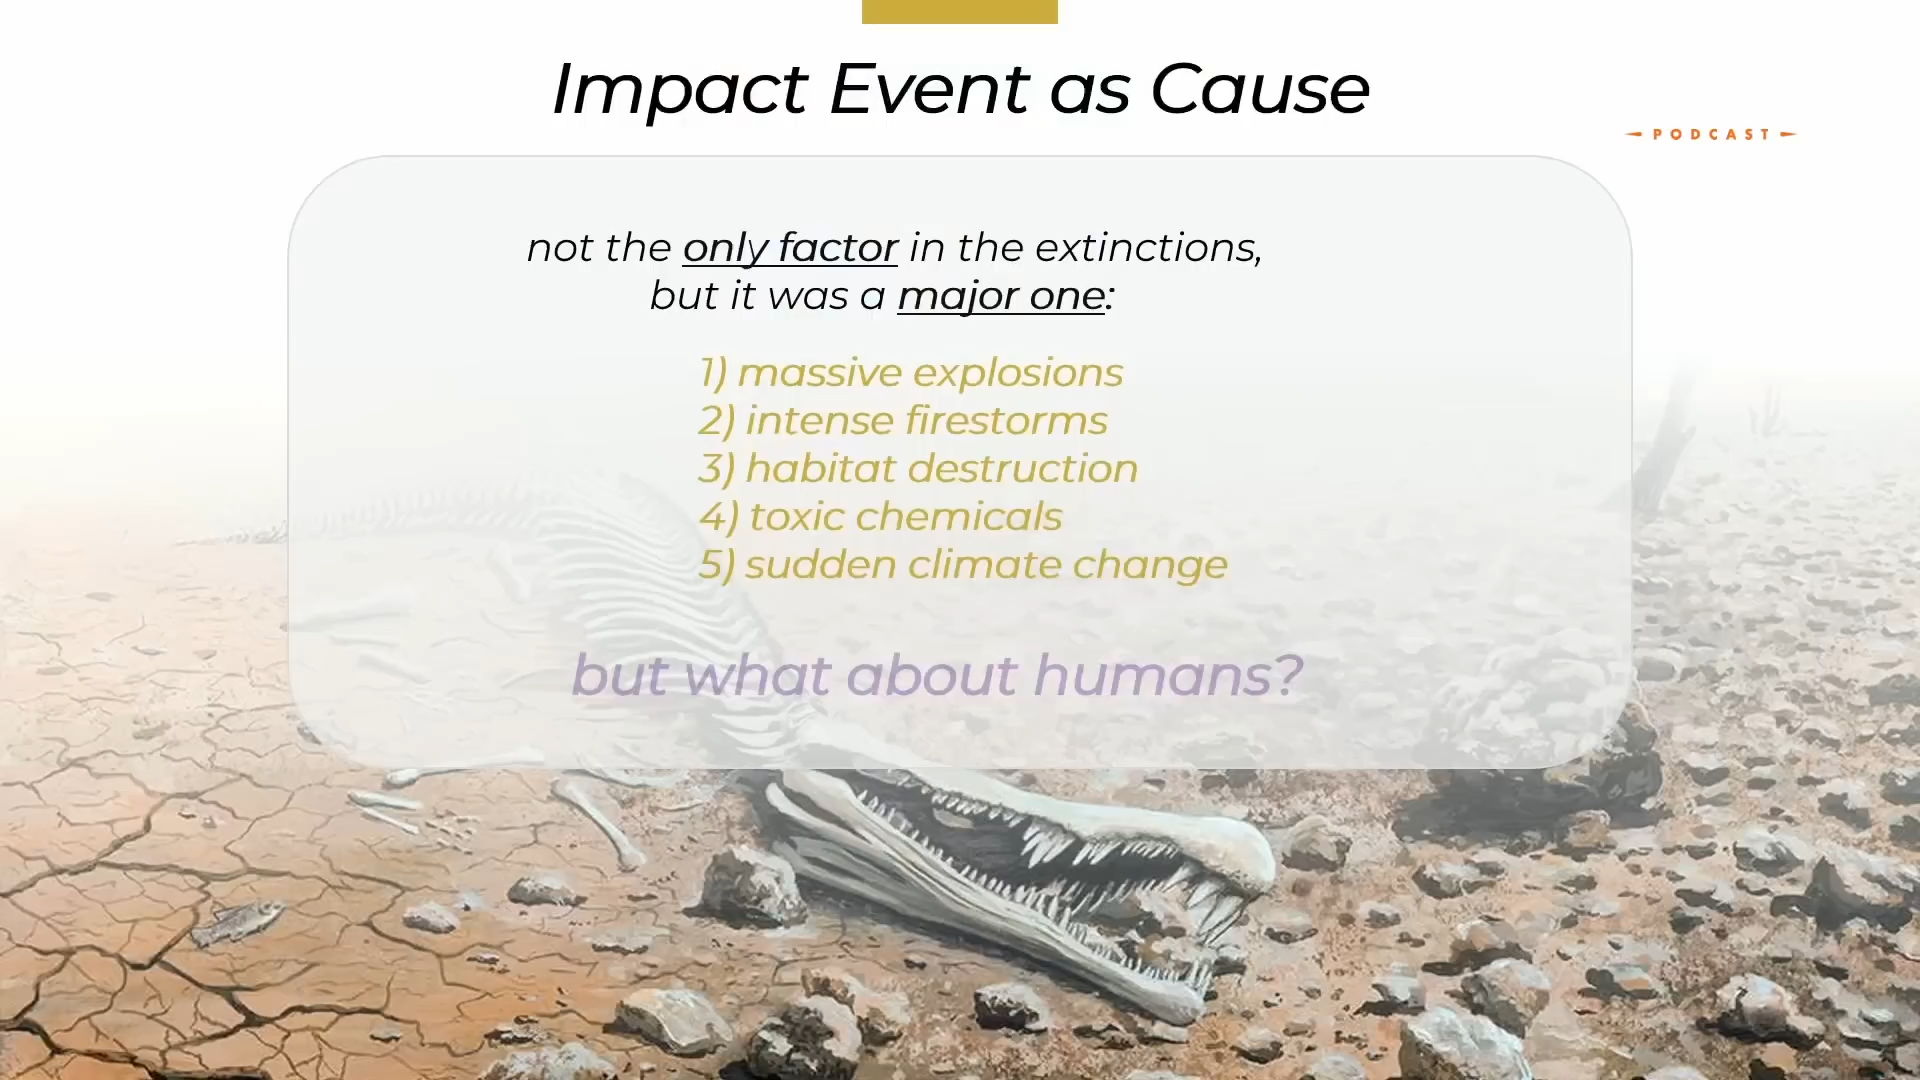 Impact Event as Cause
PODCAST
not the only factor in the extinctions,
but it was a major one:
1) massive explosions
2) intense firestorms
3) habitat destruction
4) toxic chemicals
5) sudden climate change
but what about humans?